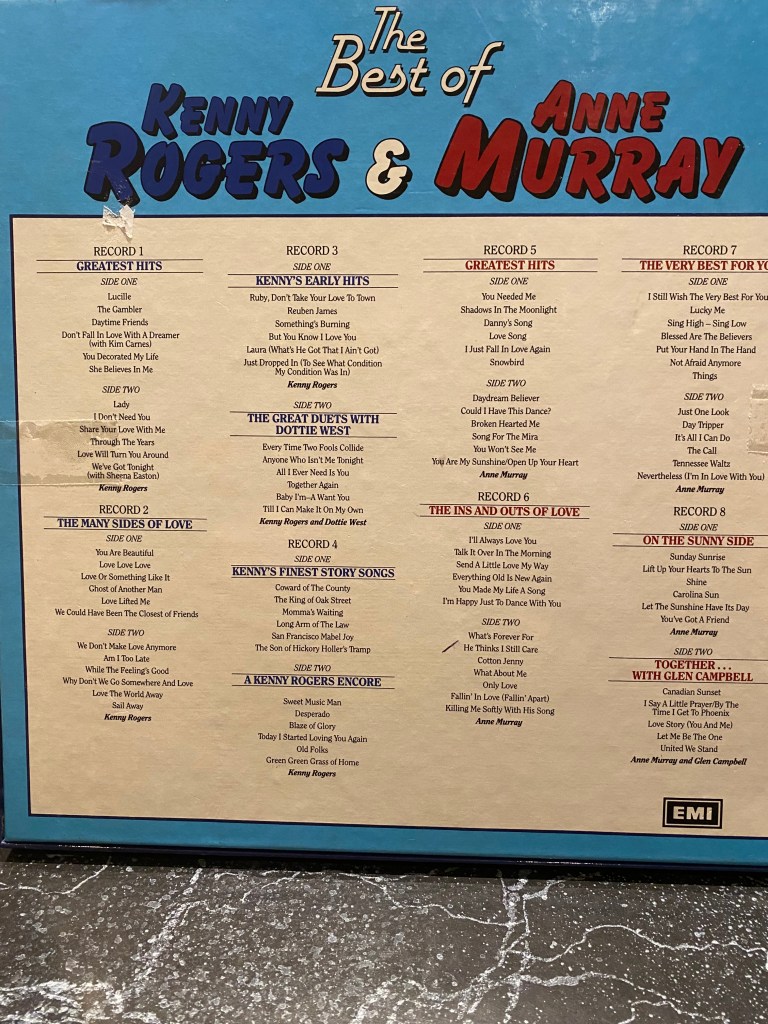 The
Best of
KENNY
ROGERS
&
ANNE
MURRAY
RECORD 1
GREATEST HITS
SIDE ONE
Lucille
The Gambler
Daytime Friends
Don't Fall In Love With A Dreamer
(with Kim Carnes)
You Decorated My Life
She Believes In Me
SIDE TWO
Lady
I Don't Need You
Share Your Love With Me
Through The Years
Love Will Turn You Around
We've Got Tonight
(with Sheena Easton)
Kenny Rogers
RECORD 2
THE MANY SIDES OF LOVE
SIDE ONE
You Are Beautiful
Love Love Love
Love Or Something Like It
Ghost of Another Man
Love Lifted Me
We Could Have Been The Closest of Friends
SIDE TWO
We Don't Make Love Anymore
Am I Too Late
While The Feeling's Good
Why Don't We Go Somewhere And Love
Love The World Away
Sail Away
Kenny Rogers
RECORD 3
SIDE ONE
KENNY'S EARLY HITS
Ruby, Don't Take Your Love To Town
Reuben James
Something's Burning
But You Know I Love You
Laura (What's He Got That I Ain't Got)
Just Dropped In (To See What Condition
My Condition Was In)
Kenny Rogers
SIDE TWO
THE GREAT DUETS WITH
DOTTIE WEST
Every Time Two Fools Collide
Anyone Who Isn't Me Tonight
All I Ever Need Is You
Together Again
Baby I'm–A Want You
Till I Can Make It On My Own
Kenny Rogers and Dottie West
RECORD 4
SIDE ONE
KENNY'S FINEST STORY SONGS
Coward of The County
The King of Oak Street
Momma's Waiting
Long Arm of The Law
San Francisco Mabel Joy
The Son of Hickory Holler's Tramp
SIDE TWO
A KENNY ROGERS ENCORE
Sweet Music Man
Desperado
Blaze of Glory
Today I Started Loving You Again
Old Folks
Green Green Grass of Home
Kenny Rogers
RECORD 5
GREATEST HITS
SIDE ONE
You Needed Me
Shadows In The Moonlight
Danny's Song
Love Song
I Just Fall In Love Again
Snowbird
SIDE TWO
Daydream Believer
Could I Have This Dance?
Broken Hearted Me
Song For The Mira
You Won't See Me
You Are My Sunshine/Open Up Your Heart
Anne Murray
RECORD 6
THE INS AND OUTS OF LOVE
SIDE ONE
I'll Always Love You
Talk It Over In The Morning
Send A Little Love My Way
Everything Old Is New Again
You Made My Life A Song
I'm Happy Just To Dance With You
SIDE TWO
What's Forever For
He Thinks I Still Care
Cotton Jenny
What About Me
Only Love
Fallin' In Love (Fallin' Apart)
Killing Me Softly With His Song
Anne Murray
RECORD 7
THE VERY BEST FOR
SIDE ONE
I Still Wish The Very Best For You
Lucky Me
Sing High – Sing Low
Blessed Are The Believers
Put Your Hand In The Hand
Not Afraid Anymore
Things
SIDE TWO
Just One Look
Day Tripper
It's All I Can Do
The Call
Tennessee Waltz
Nevertheless (I'm In Love With You)
Anne Murray
RECORD 8
SIDE ONE
ON THE SUNNY SIDE
Sunday Sunrise
Lift Up Your Hearts To The Sun
Shine
Carolina Sun
Let The Sunshine Have Its Day
You've Got A Friend
Anne Murray
SIDE TWO
TOGETHER . . .
WITH GLEN CAMPBELL
Canadian Sunset
I Say A Little Prayer/By The
Time I Get To Phoenix
Love Story (You And Me)
Let Me Be The One
United We Stand
Anne Murray and Glen Campbell
EMI